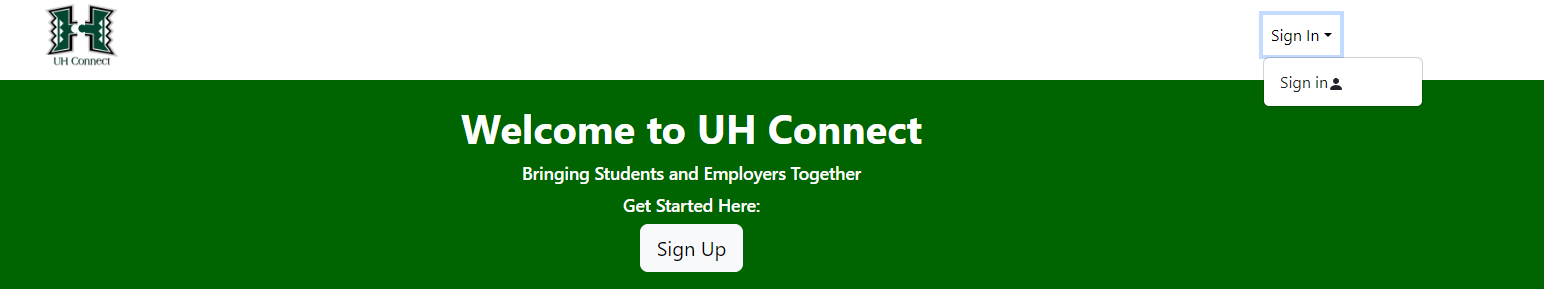 UH Connect
Sign In
Sign in
Welcome to UH Connect
Bringing Students and Employers Together
Get Started Here:
Sign Up